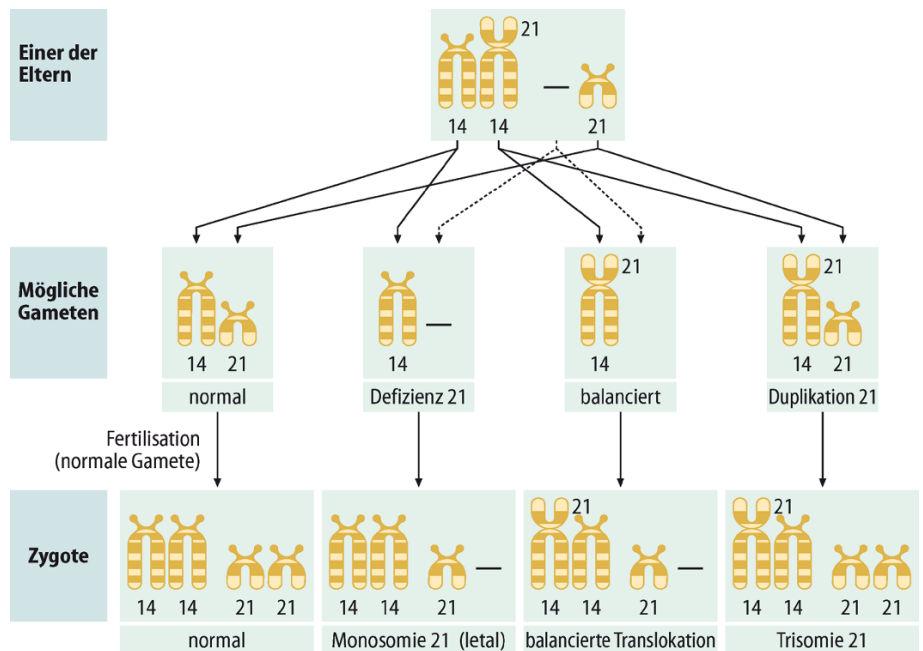 Einer der
Eltern
21
14 14 21
Mögliche
Gameten
21 21
14 21 14 14 14 21
normal Defizienz 21 balanciert Duplikation 21
Fertilisation
(normale Gamete)
Zygote
21 21
14 14 21 21 14 14 21 14 14 21 14 14 21 21
normal Monosomie 21 (letal) balancierte Translokation Trisomie 21